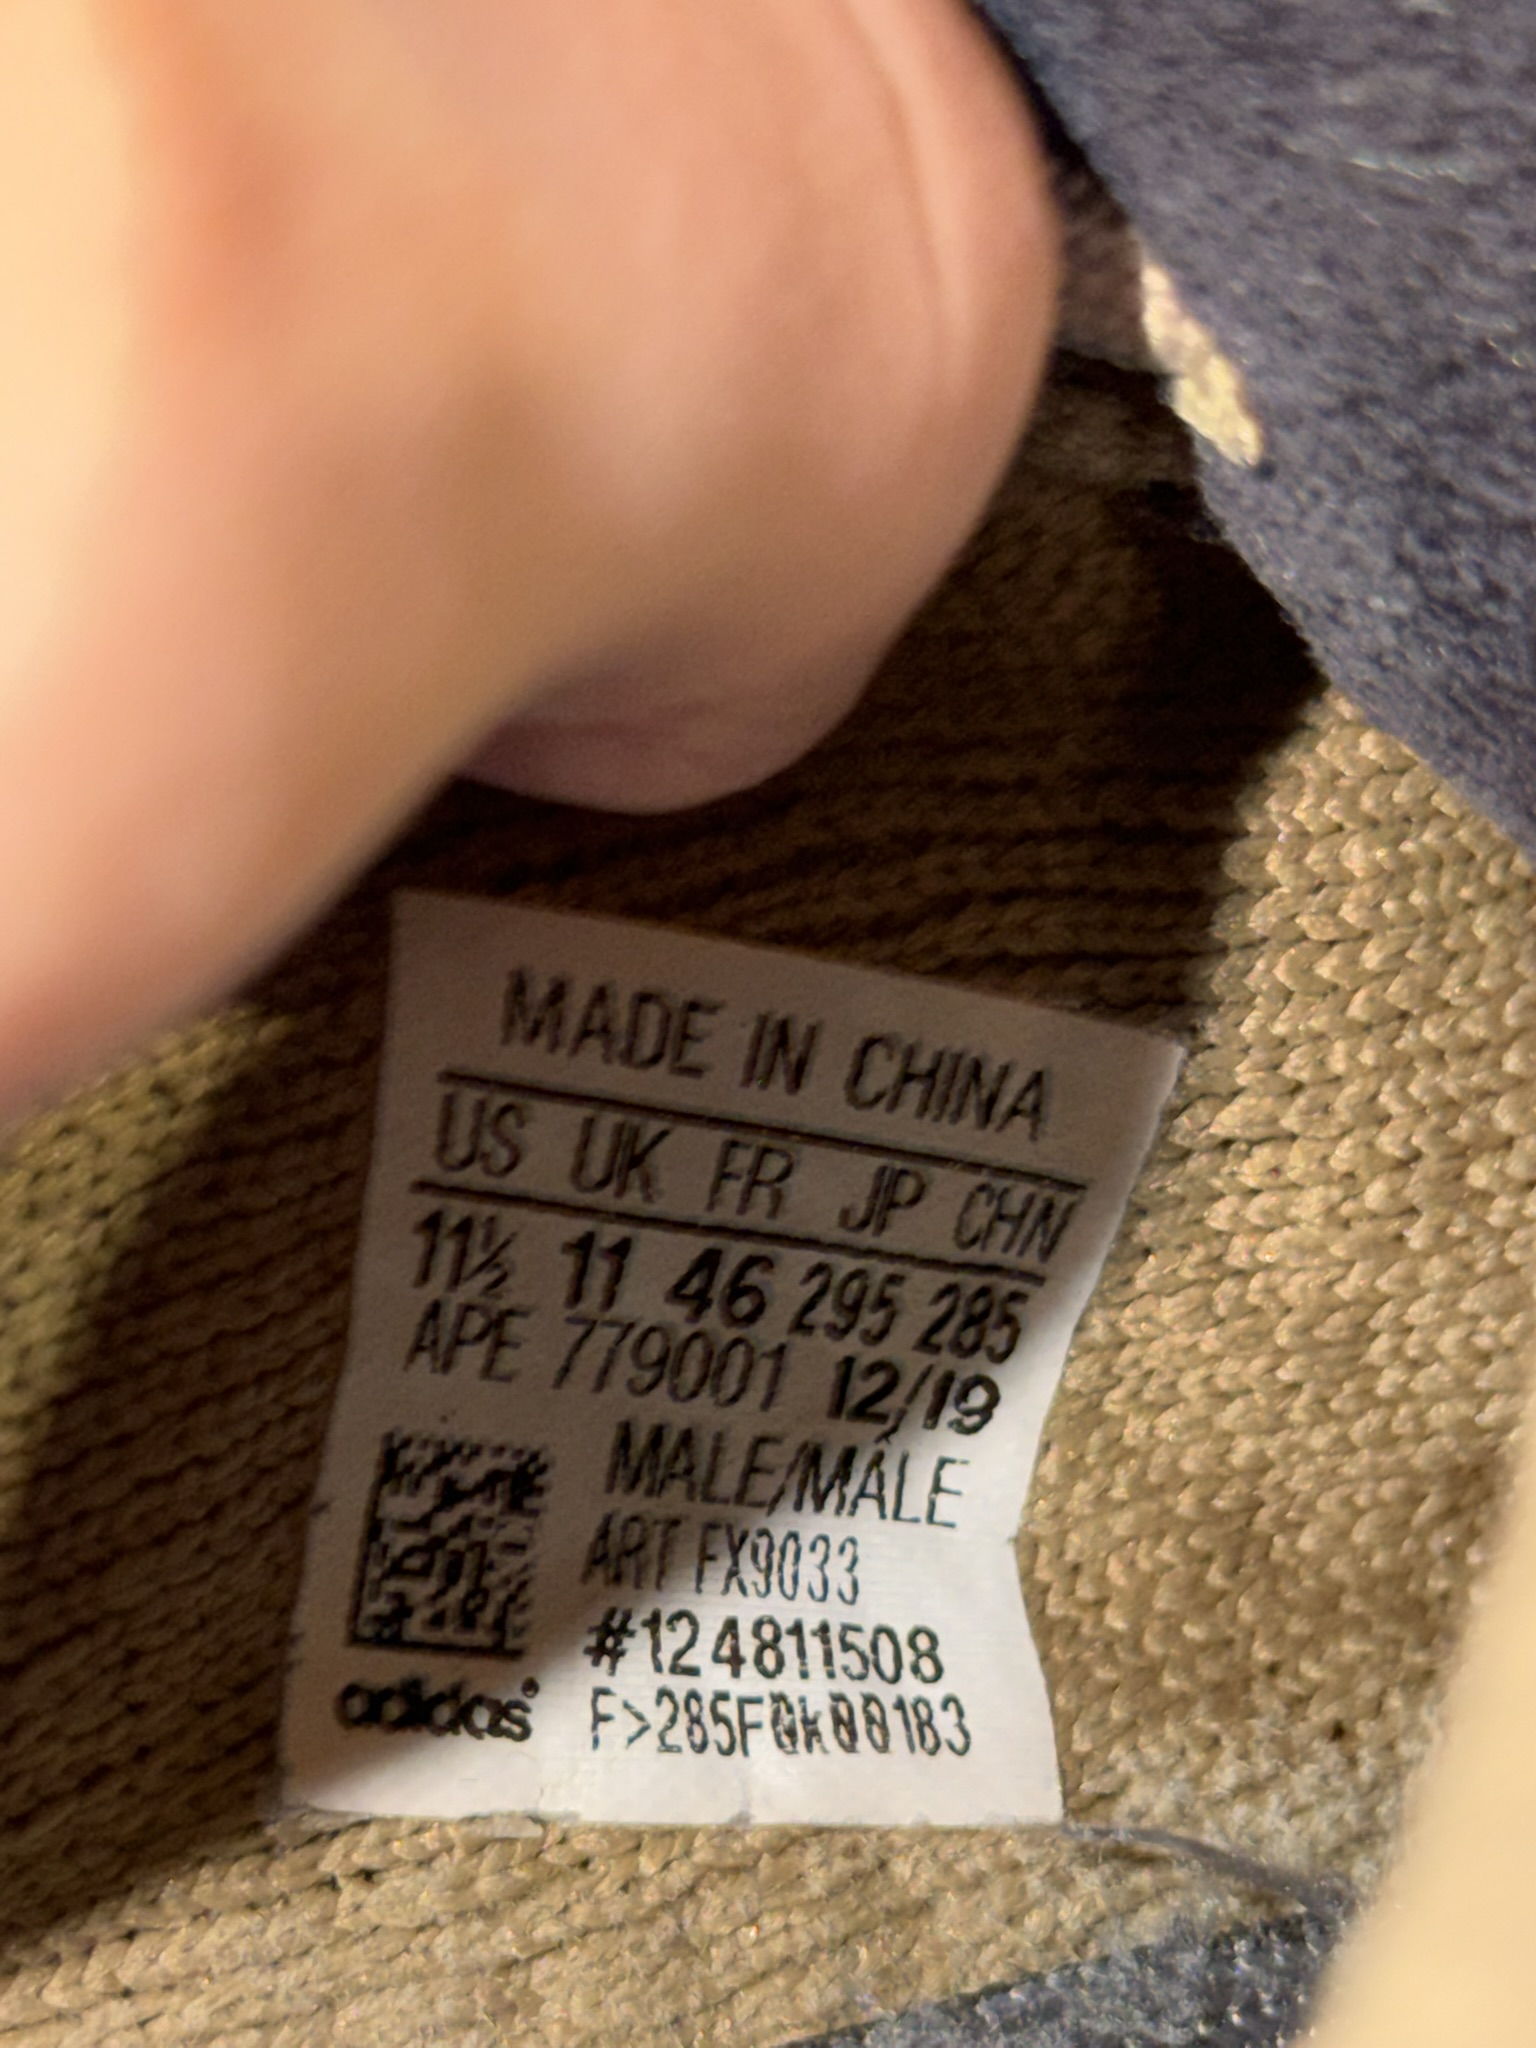 MADE IN CHINA
US UK FR JP CHN
11½ 11 46 295 285
APE 779001 12/19
MALE/MÂLE
ART FX9033
#124811508
adidas®